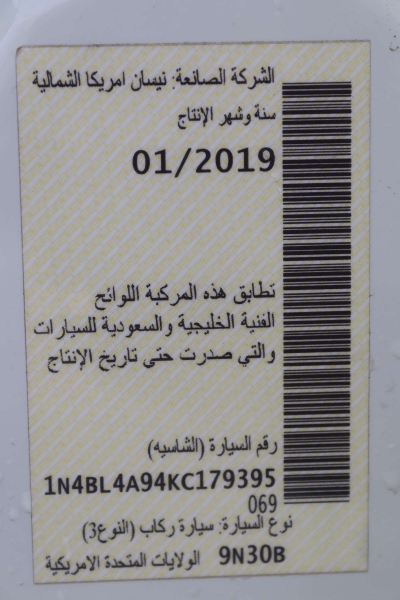 الشركة الصانعة: نيسان امريكا الشمالية
سنة وشهر الإنتاج
01/2019
تطابق هذه المركبة اللوائح
الفنية الخليجية والسعودية للسيارات
والتي صدرت حتى تاريخ الإنتاج
رقم السيارة (الشاسيه)
1N4BL4A94KC179395
069
نوع السيارة: سيارة ركاب (النوع3)
9N30B الولايات المتحدة الامريكية